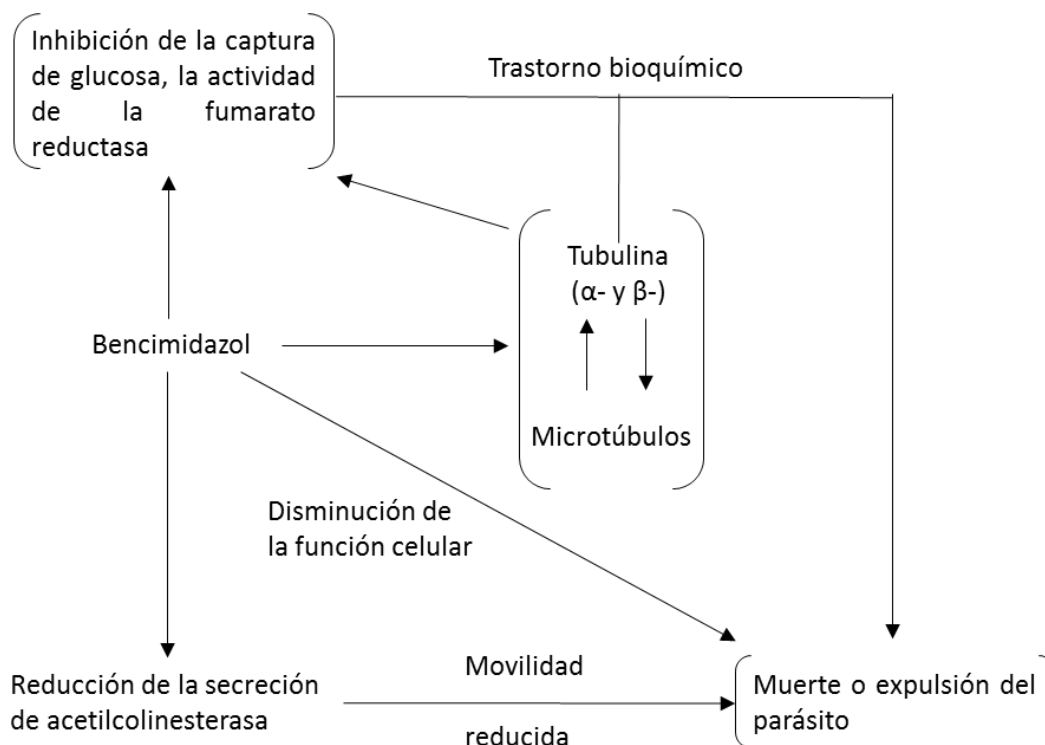 Inhibición de la captura
de glucosa, la actividad
de la fumarato
reductasa
Trastorno bioquímico
Tubulina
(α- y β-)
Bencimidazol
Microtúbulos
Disminución de
la función celular
Reducción de la secreción
de acetilcolinesterasa
Movilidad
reducida
Muerte o expulsión del
parásito